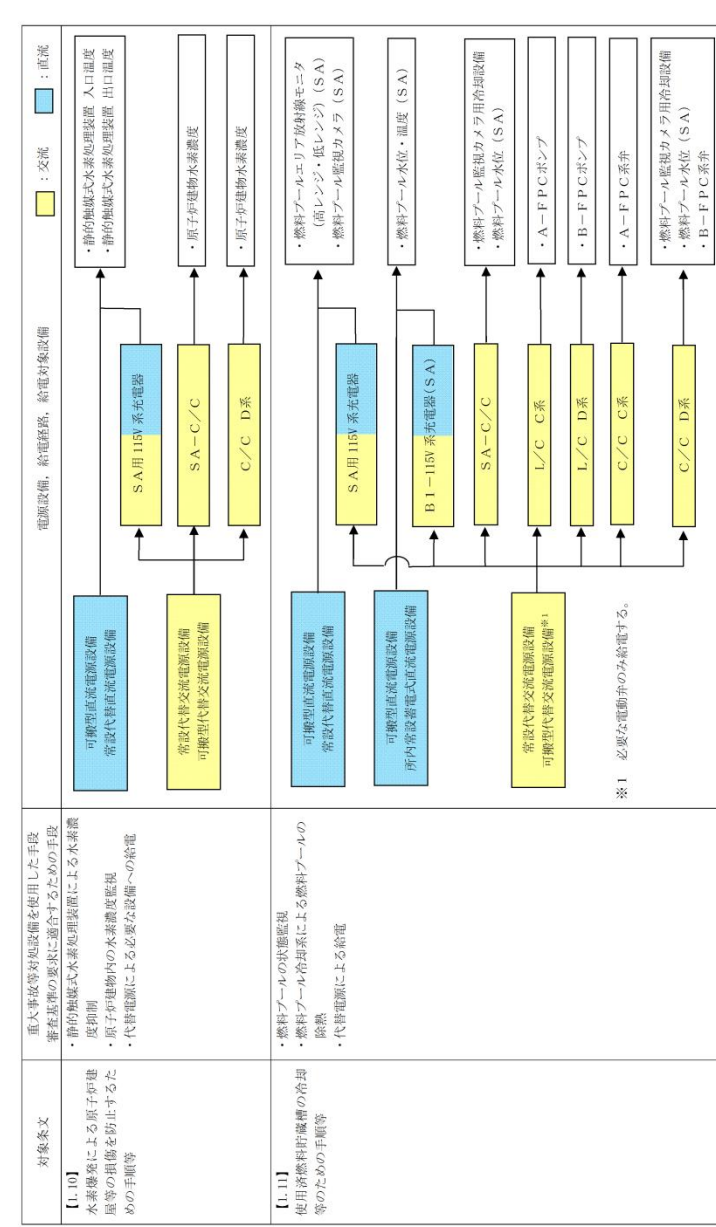 対象条文
重大事故等対処設備を使用した手段
審査基準の要求に適合するための手段
電源設備，給電経路，給電対象設備
：交流
：直流
【1.10】
水素爆発による原子炉建
屋等の損傷を防止するた
めの手順等
・静的触媒式水素処理装置による水素濃
度抑制
・原子炉建物内の水素濃度監視
・代替電源による必要な設備への給電
可搬型直流電源設備
常設代替直流電源設備
常設代替交流電源設備
可搬型代替交流電源設備
ＳＡ用115V系充電器
ＳＡ－Ｃ／Ｃ
Ｃ／Ｃ　Ｄ系
・静的触媒式水素処理装置 入口温度
・静的触媒式水素処理装置 出口温度
・原子炉建物水素濃度
・原子炉建物水素濃度
【1.11】
使用済燃料貯蔵槽の冷却
等のための手順等
・燃料プールの状態監視
・燃料プール冷却系による燃料プールの
除熱
・代替電源による給電
可搬型直流電源設備
常設代替直流電源設備
可搬型直流電源設備
所内常設蓄電式直流電源設備
常設代替交流電源設備
可搬型代替交流電源設備※1
ＳＡ用115V系充電器
Ｂ１－115V系充電器(ＳＡ)
ＳＡ－Ｃ／Ｃ
Ｌ／Ｃ　Ｃ系
Ｌ／Ｃ　Ｄ系
Ｃ／Ｃ　Ｃ系
Ｃ／Ｃ　Ｄ系
・燃料プールエリア放射線モニタ
(高レンジ・低レンジ)（ＳＡ）
・燃料プール監視カメラ（ＳＡ）
・燃料プール水位・温度（ＳＡ）
・燃料プール監視カメラ用冷却設備
・燃料プール水位（ＳＡ）
・Ａ－ＦＰＣポンプ
・Ｂ－ＦＰＣポンプ
・Ａ－ＦＰＣ系弁
・燃料プール監視カメラ用冷却設備
・燃料プール水位（ＳＡ）
・Ｂ－ＦＰＣ系弁
※１　必要な電動弁のみ給電する。